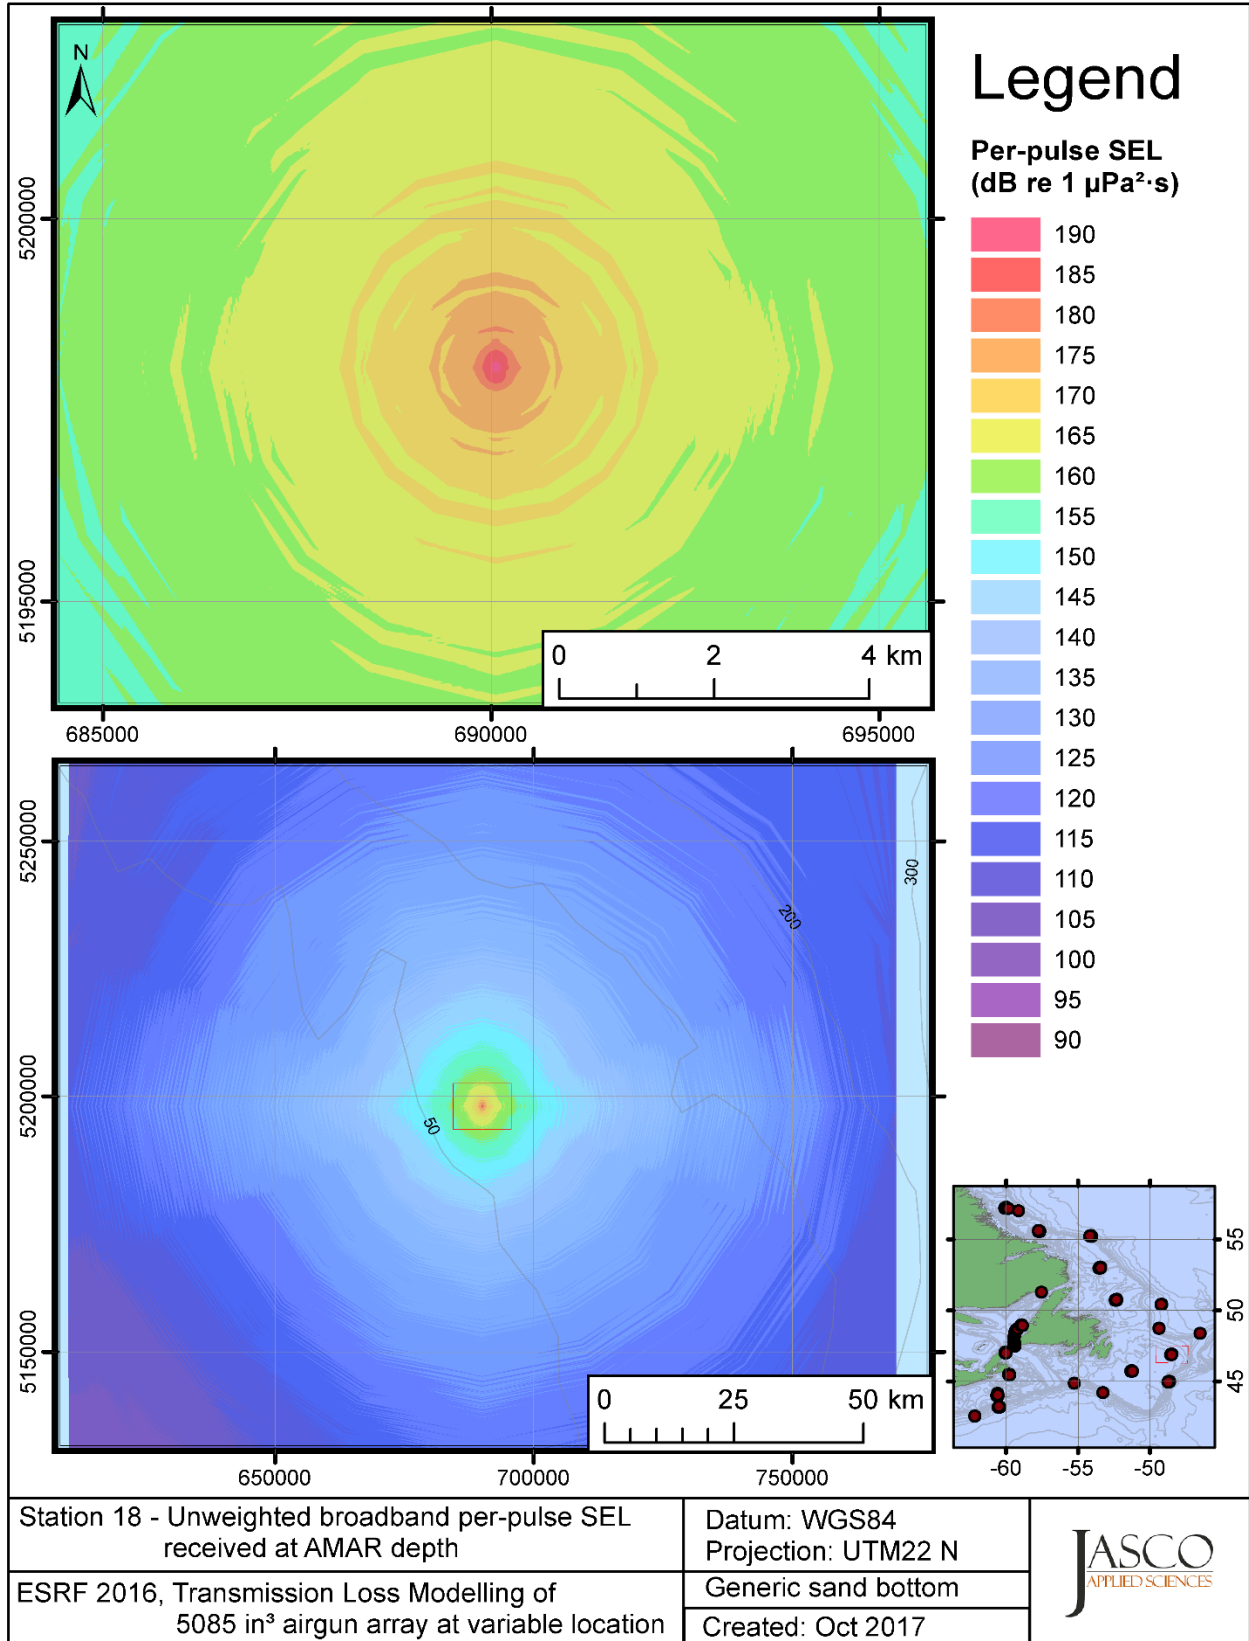 N
5200000
5195000
0 2 4 km
685000 690000 695000
Legend
Per-pulse SEL
(dB re 1 µPa²·s)
190
185
180
175
170
165
160
155
150
145
140
135
130
125
120
115
110
105
100
95
90
5250000
5200000
5150000
300
200
50
0 25 50 km
650000 700000 750000
55
50
45
-60 -55 -50
Station 18 - Unweighted broadband per-pulse SEL
received at AMAR depth
ESRF 2016, Transmission Loss Modelling of
5085 in³ airgun array at variable location
Datum: WGS84
Projection: UTM22 N
Generic sand bottom
Created: Oct 2017
JASCO
APPLIED SCIENCES